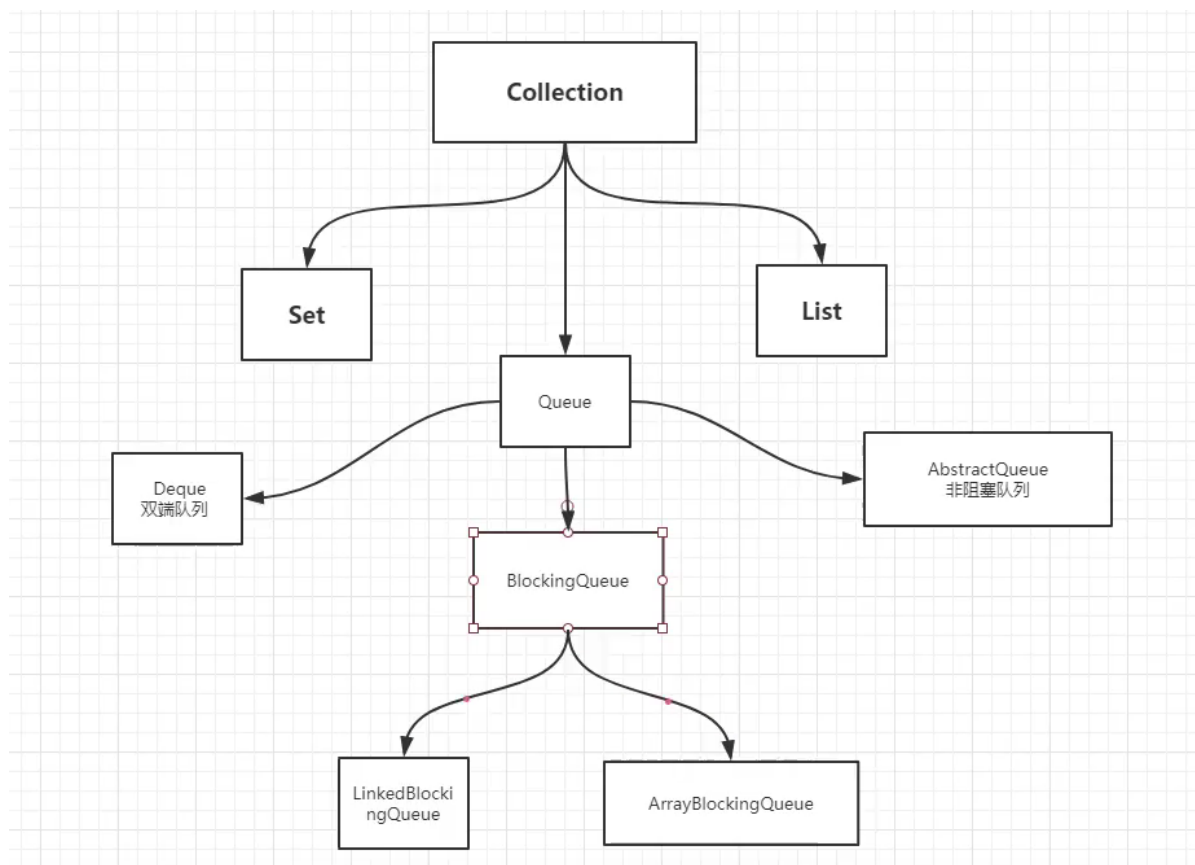 Collection
Set
List
Queue
Deque
双端队列
AbstractQueue
非阻塞队列
BlockingQueue
LinkedBlocki
ngQueue
ArrayBlockingQueue